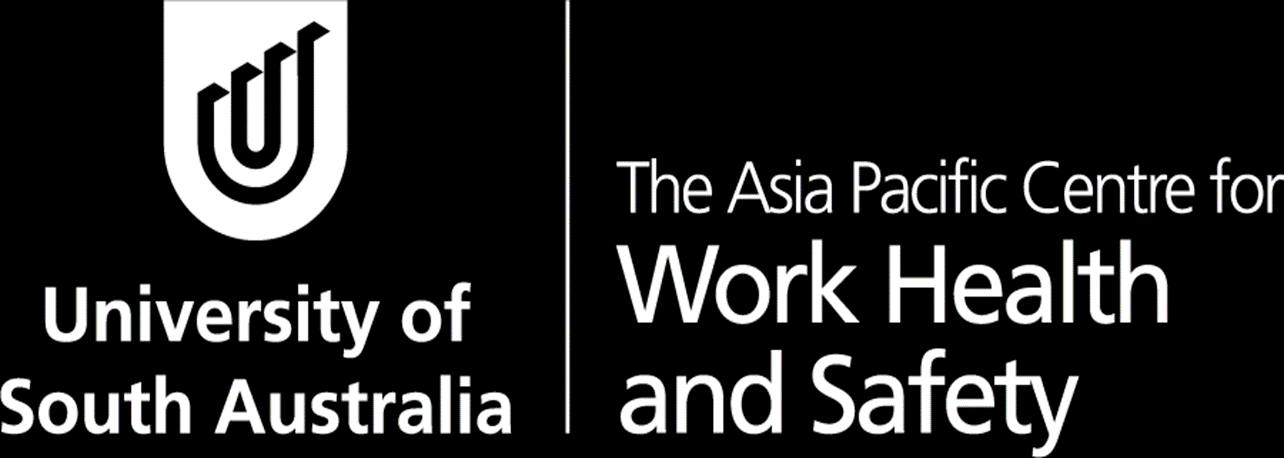 University of
South Australia
The Asia Pacific Centre for
Work Health
and Safety